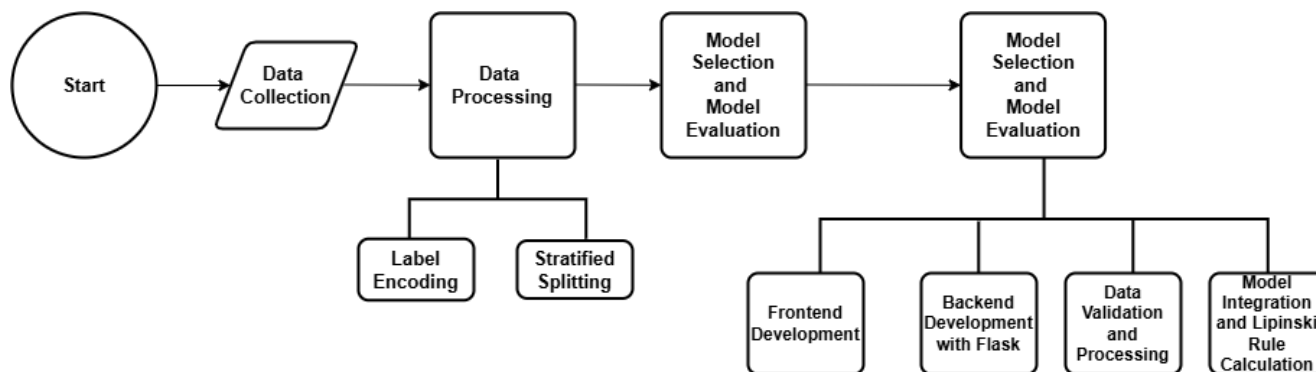 Start
Data
Collection
Data
Processing
Model
Selection
and
Model
Evaluation
Model
Selection
and
Model
Evaluation
Label
Encoding
Stratified
Splitting
Frontend
Development
Backend
Development
with Flask
Data
Validation
and
Processing
Model
Integration
and Lipinski
Rule
Calculation